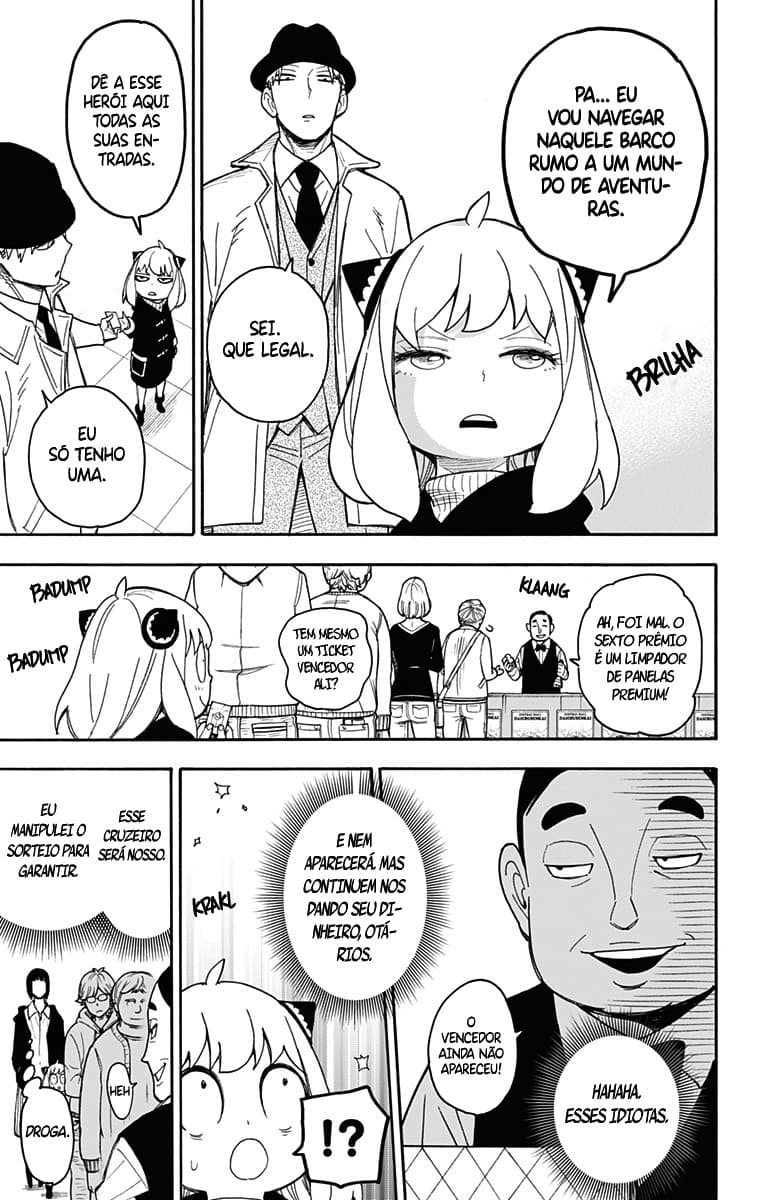 PA... EU
VOU NAVEGAR
NAQUELE BARCO
RUMO A UM MUN-
DO DE AVENTU-
RAS.
BRILHA
SEI.
QUE LEGAL.
DÊ A ESSE
HERÓI AQUI
TODAS AS
SUAS EN-
TRADAS.
EU
SÓ TENHO
UMA.
KLAANG
AH, FOI MAL. O
SEXTO PRÊMIO
É UM LIMPADOR
DE PANELAS
PREMIUM!
TEM MESMO
UM TICKET
VENCEDOR
ALI?
BADUMP
BADUMP
O
VENCEDOR
AINDA NÃO
APARECEU!
HAHAHA.
ESSES IDIOTAS.
E NEM
APARECERÁ. MAS
CONTINUEM NOS
DANDO SEU DI-
NHEIRO, OTÁ-
RIOS.
KRAKL
!?
ESSE
CRUZEIRO
SERÁ NOSSO.
EU
MANIPULEI O
SORTEIO PARA
GARANTIR.
HEH
DROGA.